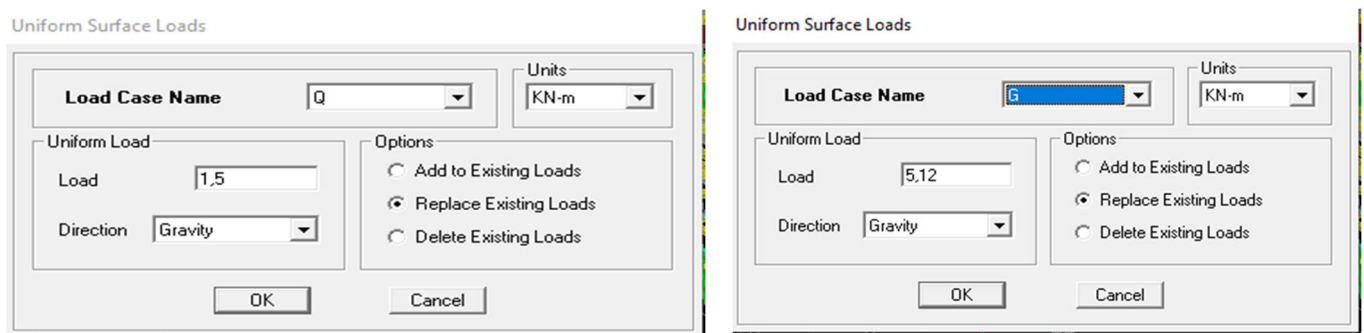 Uniform Surface Loads
Units
Load Case Name Q KN-m
Uniform Load
Options
Load 1,5
Add to Existing Loads
Replace Existing Loads
Direction Gravity
Delete Existing Loads
OK Cancel
Uniform Surface Loads
Units
Load Case Name G KN-m
Uniform Load
Options
Load 5,12
Add to Existing Loads
Replace Existing Loads
Direction Gravity
Delete Existing Loads
OK Cancel